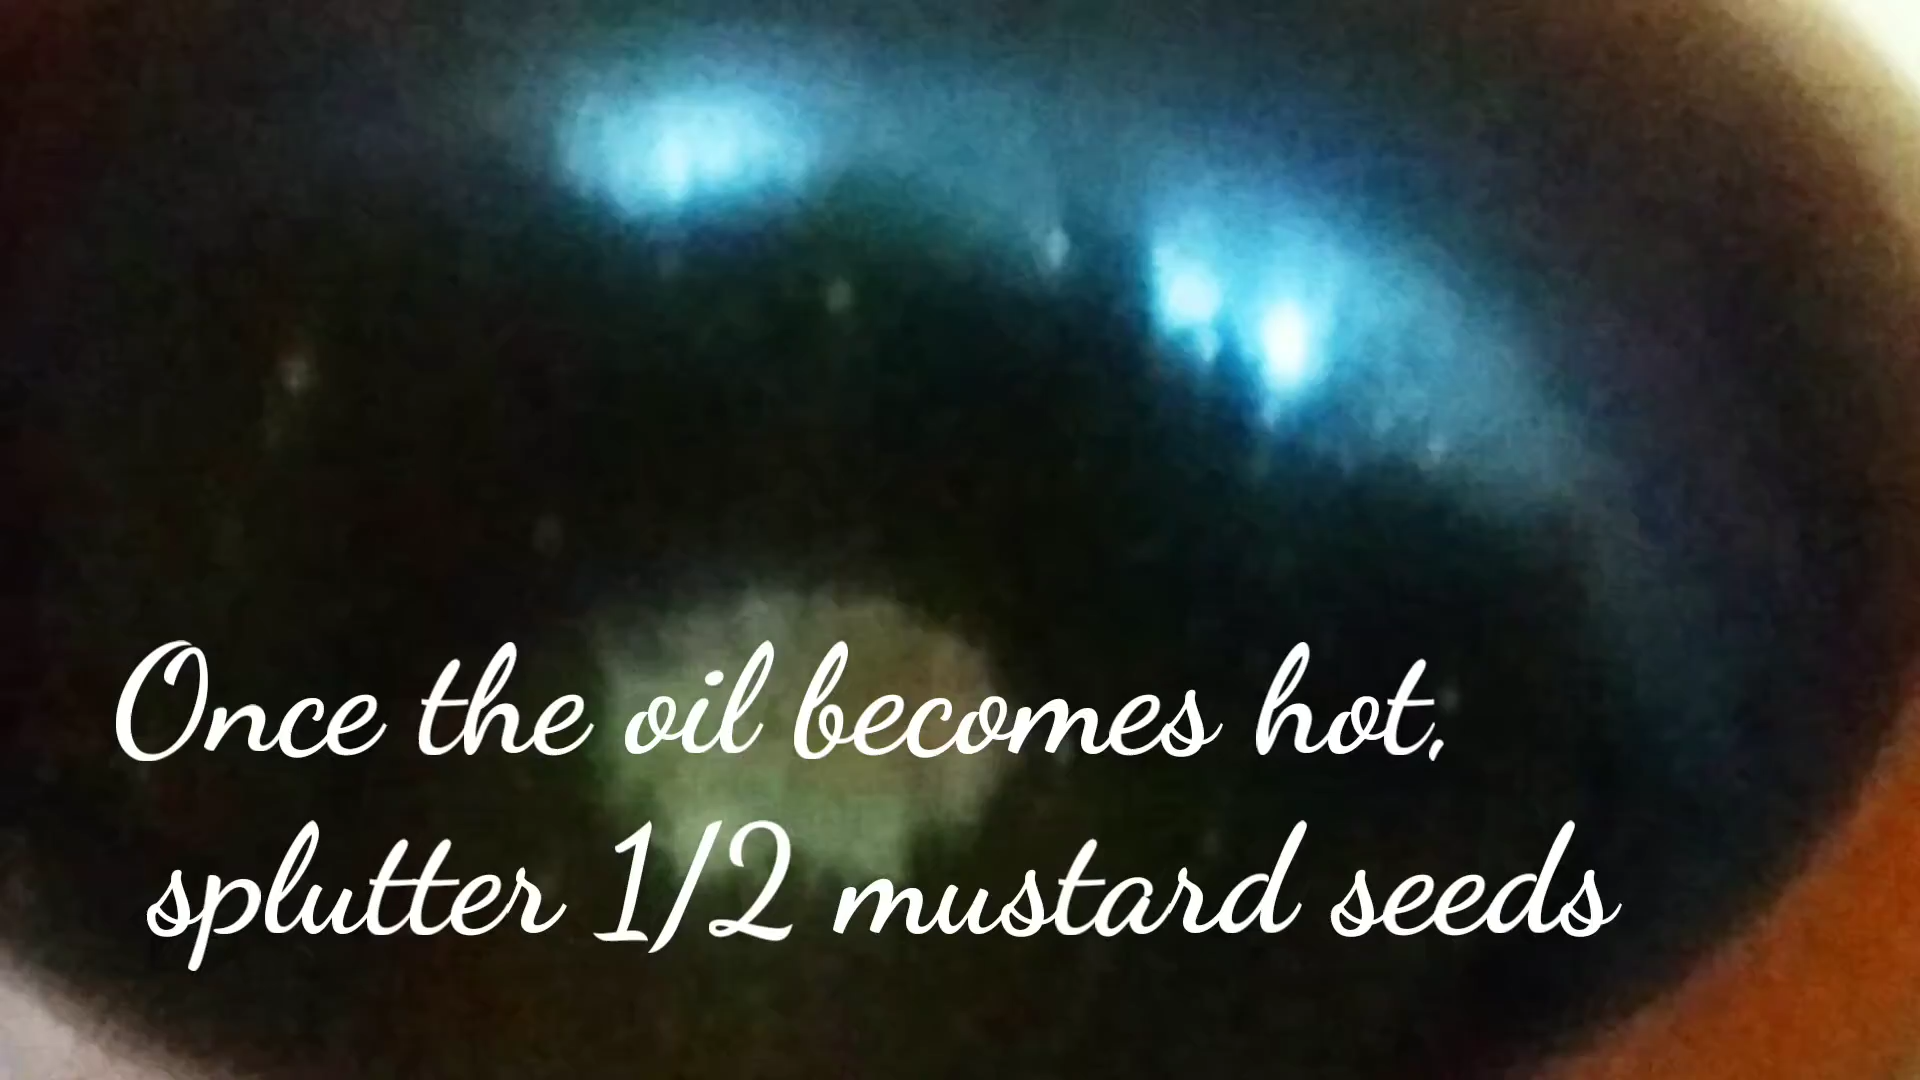 Once the oil becomes hot,
splutter 1/2 mustard seeds